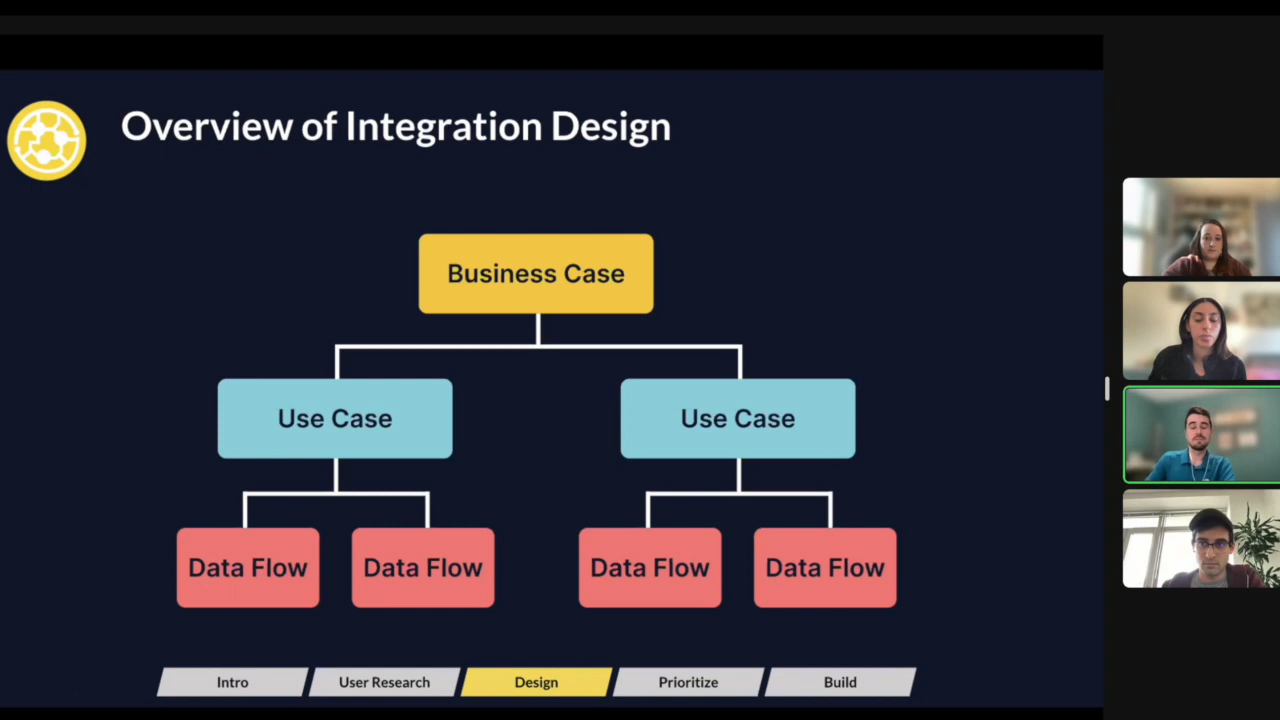 Overview of Integration Design
Business Case
Use Case
Use Case
Data Flow
Data Flow
Data Flow
Data Flow
Intro
User Research
Design
Prioritize
Build